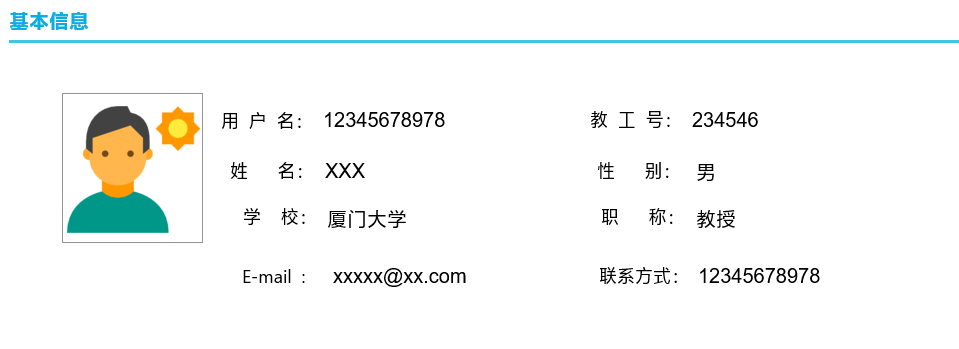 基本信息
用 户 名： 12345678978 教 工 号： 234546
姓 名： XXX 性 别： 男
学 校： 厦门大学 职 称： 教授
E-mail ： xxxxx@xx.com 联系方式： 12345678978